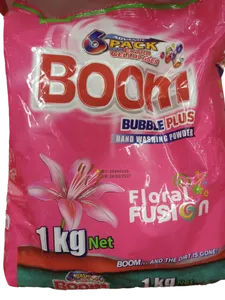 6 PACK
BOOM
BUBBLE PLUS
HAND WASHING POWDER
Floral
FUSION
1kg Net
BOOM... AND THE DIRT IS GONE
Boom
1kg